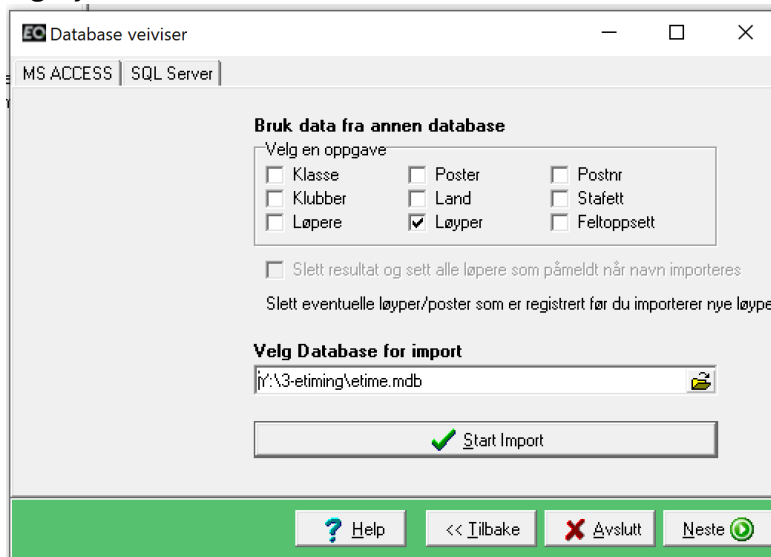 EQ Database veiviser
MS ACCESS SQL Server
Bruk data fra annen database
Velg en oppgave
Klasse Poster Postnr
Klubber Land Stafett
Løpere Løyper Feltoppsett
Slett resultat og sett alle løpere som påmeldt når navn importeres
Slett eventuelle løyper/poster som er registrert før du importerer nye løype
Velg Database for import
:\3-etiming\etime.mdb
Start Import
? Help << Tilbake Avslutt Neste